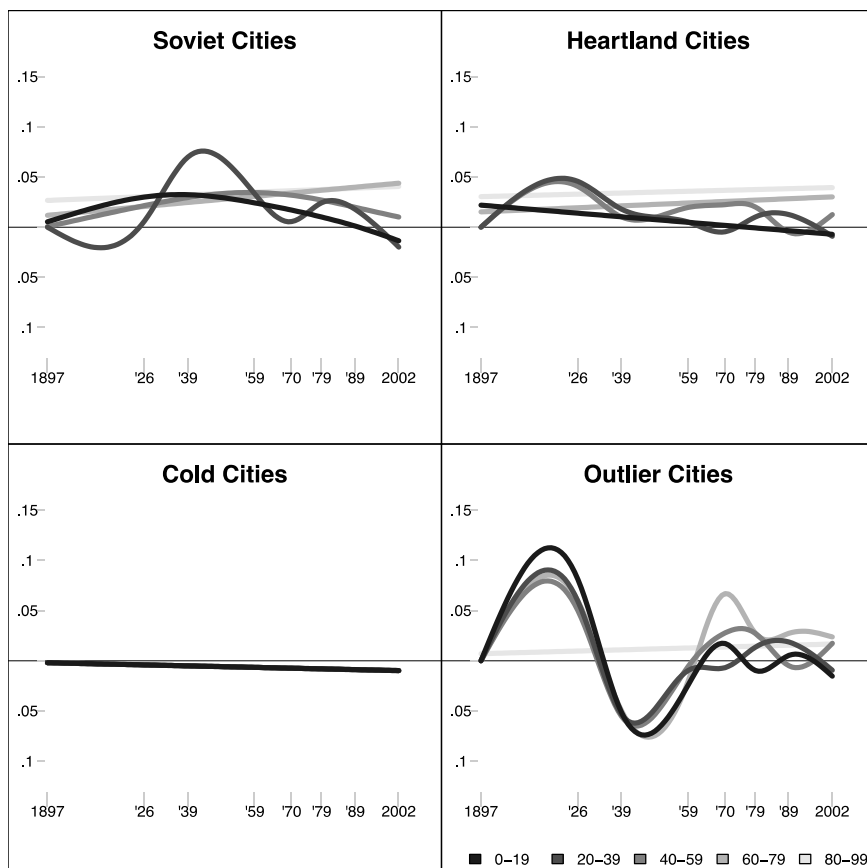 Soviet Cities
.15
.1
.05
.05
.1
1897 '26 '39 '59 '70 '79 '89 2002
Heartland Cities
.15
.1
.05
.05
.1
1897 '26 '39 '59 '70 '79 '89 2002
Cold Cities
.15
.1
.05
.05
.1
1897 '26 '39 '59 '70 '79 '89 2002
Outlier Cities
.15
.1
.05
.05
.1
1897 '26 '39 '59 '70 '79 '89 2002
0–19 20–39 40–59 60–79 80–99